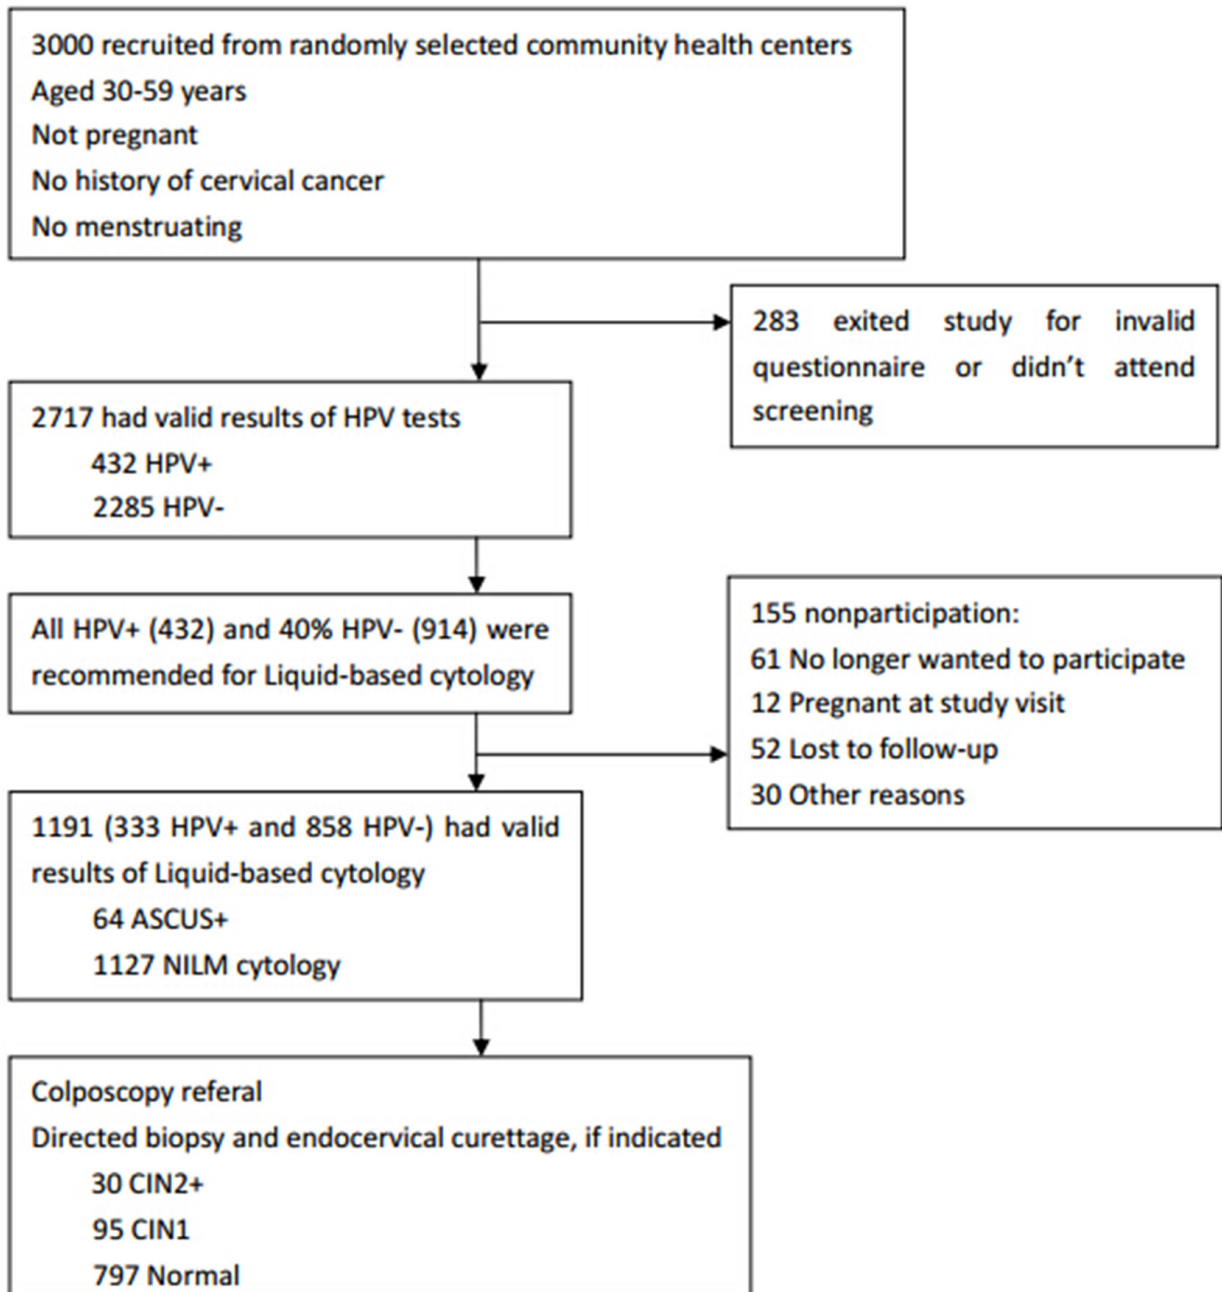 3000 recruited from randomly selected community health centers
Aged 30-59 years
Not pregnant
No history of cervical cancer
No menstruating
283 exited study for invalid
questionnaire or didn't attend
screening
2717 had valid results of HPV tests
432 HPV+
2285 HPV-
All HPV+ (432) and 40% HPV- (914) were
recommended for Liquid-based cytology
155 nonparticipation:
61 No longer wanted to participate
12 Pregnant at study visit
52 Lost to follow-up
30 Other reasons
1191 (333 HPV+ and 858 HPV-) had valid
results of Liquid-based cytology
64 ASCUS+
1127 NILM cytology
Colposcopy referal
Directed biopsy and endocervical curettage, if indicated
30 CIN2+
95 CIN1
797 Normal